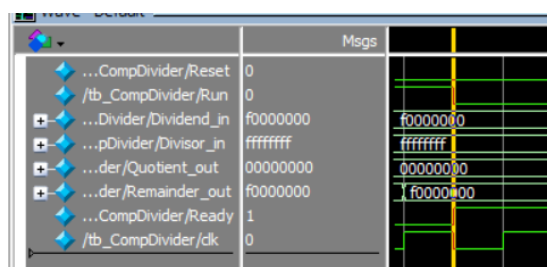 Wave - Default
Msgs
...CompDivider/Reset 0
/tb_CompDivider/Run 0
...Divider/Dividend_in f0000000 f0000000
...pDivider/Divisor_in ffffffff ffffffff
...der/Quotient_out 00000000 00000000
...der/Remainder_out f0000000 f0000000
...CompDivider/Ready 1
/tb_CompDivider/clk 0